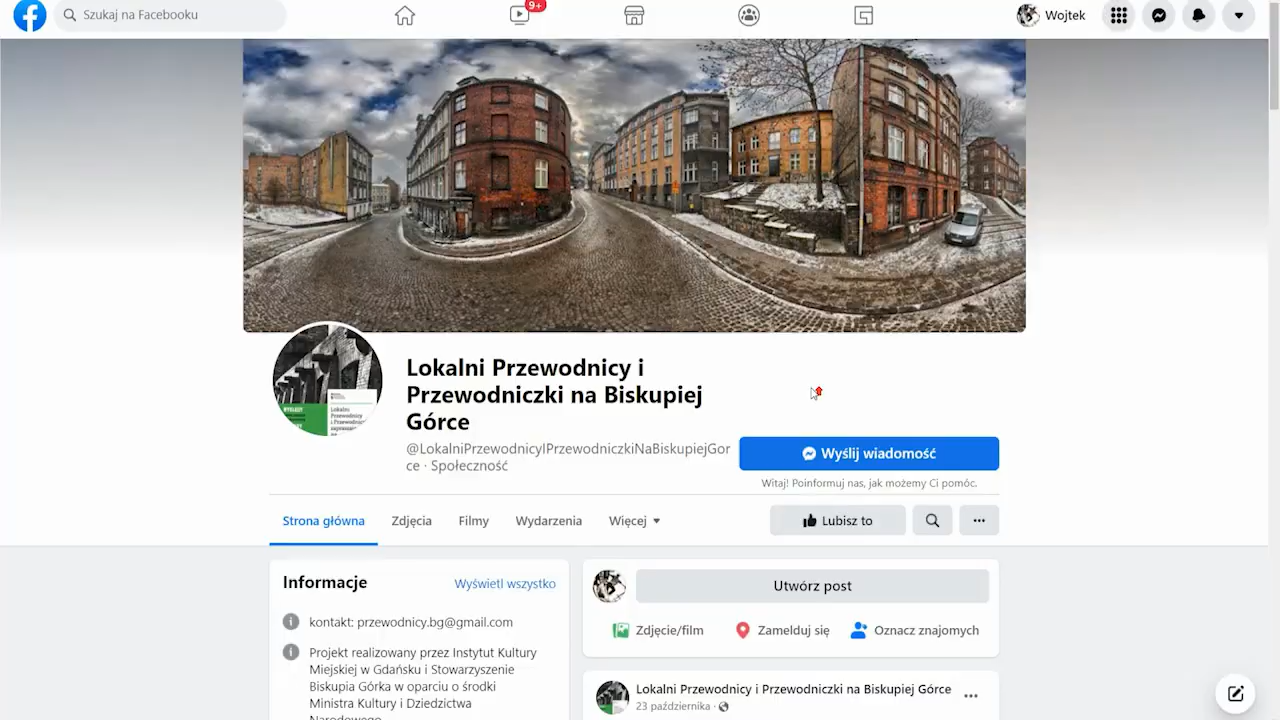 Szukaj na Facebooku
9+
Wojtek
Lokalni Przewodnicy i
Przewodniczki na Biskupiej
Górce
@LokalniPrzewodnicyIPrzewodniczkiNaBiskupiejGor
ce · Społeczność
Wyślij wiadomość
Witaj! Poinformuj nas, jak możemy Ci pomóc.
Strona główna Zdjęcia Filmy Wydarzenia Więcej
Lubisz to
Informacje Wyświetl wszystko
kontakt: przewodnicy.bg@gmail.com
Projekt realizowany przez Instytut Kultury
Miejskiej w Gdańsku i Stowarzyszenie
Biskupia Górka w oparciu o środki
Ministra Kultury i Dziedzictwa
Narodowego
Utwórz post
Zdjęcie/film Zamelduj się Oznacz znajomych
Lokalni Przewodnicy i Przewodniczki na Biskupiej Górce
23 października ·
Lokalni
Przewodnicy